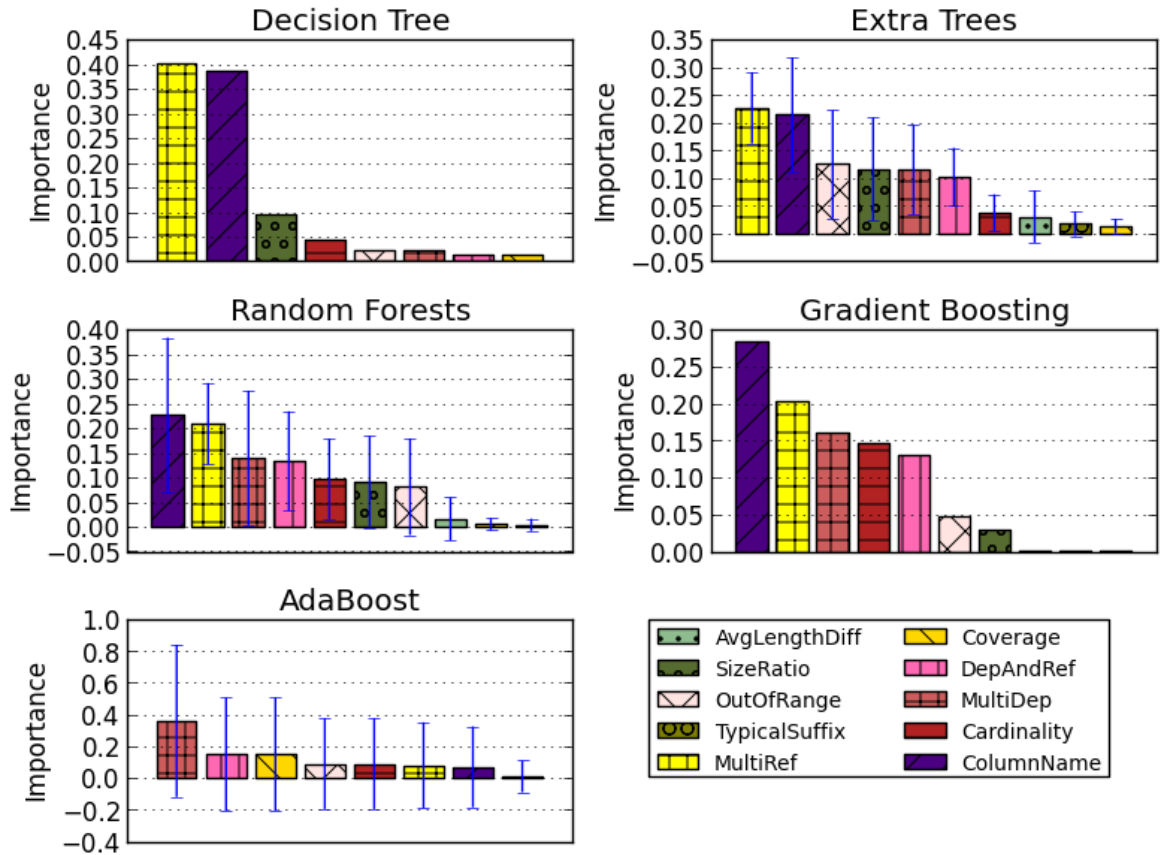 Decision Tree
Importance
0.45
0.40
0.35
0.30
0.25
0.20
0.15
0.10
0.05
0.00
Extra Trees
Importance
0.35
0.30
0.25
0.20
0.15
0.10
0.05
0.00
−0.05
Random Forests
Importance
0.40
0.35
0.30
0.25
0.20
0.15
0.10
0.05
0.00
−0.05
Gradient Boosting
Importance
0.30
0.25
0.20
0.15
0.10
0.05
0.00
AdaBoost
Importance
1.0
0.8
0.6
0.4
0.2
0.0
−0.2
−0.4
AvgLengthDiff
SizeRatio
OutOfRange
TypicalSuffix
MultiRef
Coverage
DepAndRef
MultiDep
Cardinality
ColumnName